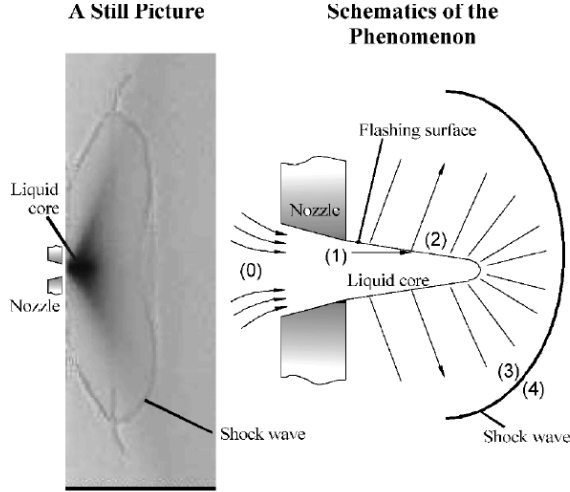 A Still Picture
Schematics of the
Phenomenon
Flashing surface
Liquid
core
Nozzle
Nozzle
(0)
(1)
(2)
Liquid core
(3)
(4)
Shock wave
Shock wave